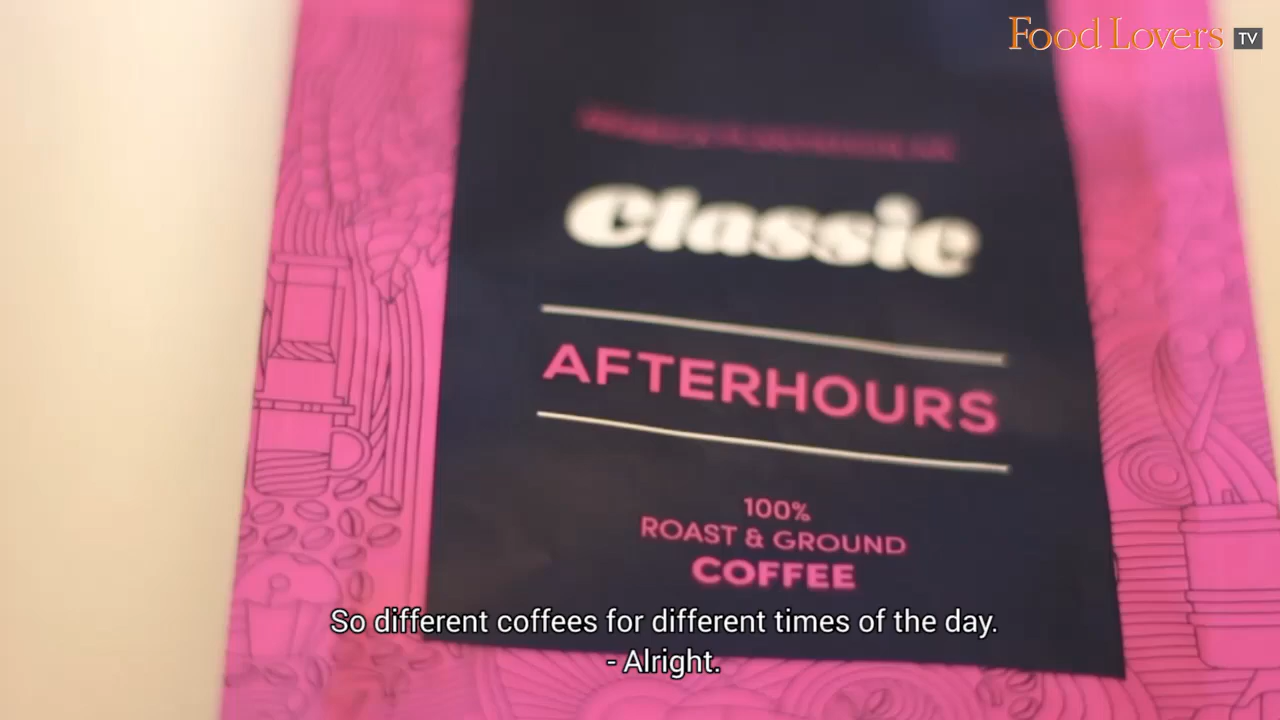 Food Lovers TV
Classic
AFTERHOURS
100%
ROAST & GROUND
COFFEE
So different coffees for different times of the day.
- Alright.